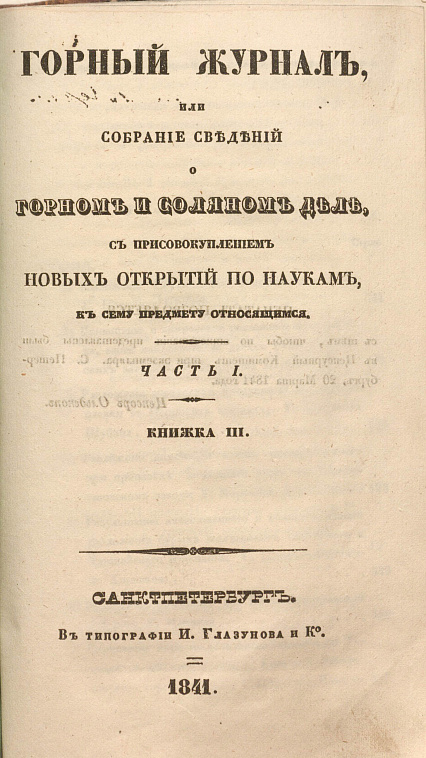 ГОРНЫЙ ЖУРНАЛЪ,
ИЛИ
СОБРАНІЕ СВѢДѢНІЙ
О
ГОРНОМЪ И СОЛЯНОМЪ ДѢЛѢ,
СЪ ПРИСОВОКУПЛЕНІЕМЪ
НОВЫХЪ ОТКРЫТІЙ ПО НАУКАМЪ,
КЪ СЕМУ ПРЕДМЕТУ ОТНОСЯЩИМСЯ.
ЧАСТЬ I.
КНИЖКА III.
САНКТПЕТЕРБУРГЪ.
Въ типографіи И. Глазунова и Ко.
1841.